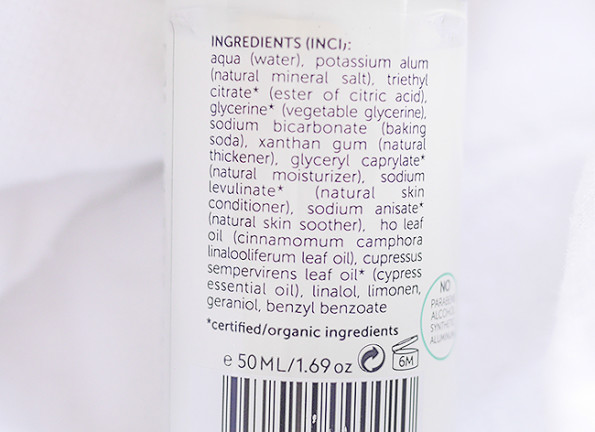 INGREDIENTS (INCI):
aqua (water), potassium alum
(natural mineral salt), triethyl
citrate* (ester of citric acid),
glycerine* (vegetable glycerine),
sodium bicarbonate (baking
soda), xanthan gum (natural
thickener), glyceryl caprylate*
(natural moisturizer), sodium
levulinate* (natural skin
conditioner), sodium anisate*
(natural skin soother), ho leaf
oil (cinnamomum camphora
linalooliferum leaf oil), cupressus
sempervirens leaf oil* (cypress
essential oil), linalol, limonen,
geraniol, benzyl benzoate
*certified/organic ingredients
e 50 ML/1.69 oz
6M
NO